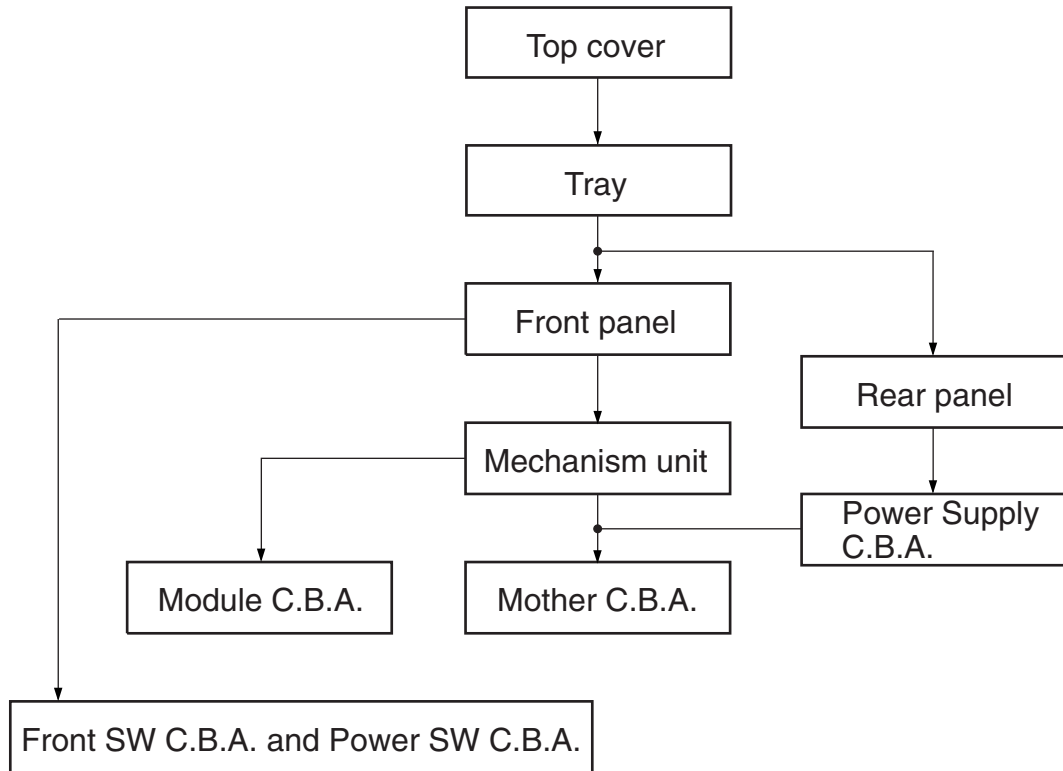 Top cover
Tray
Front panel
Rear panel
Mechanism unit
Power Supply
C.B.A.
Module C.B.A.
Mother C.B.A.
Front SW C.B.A. and Power SW C.B.A.